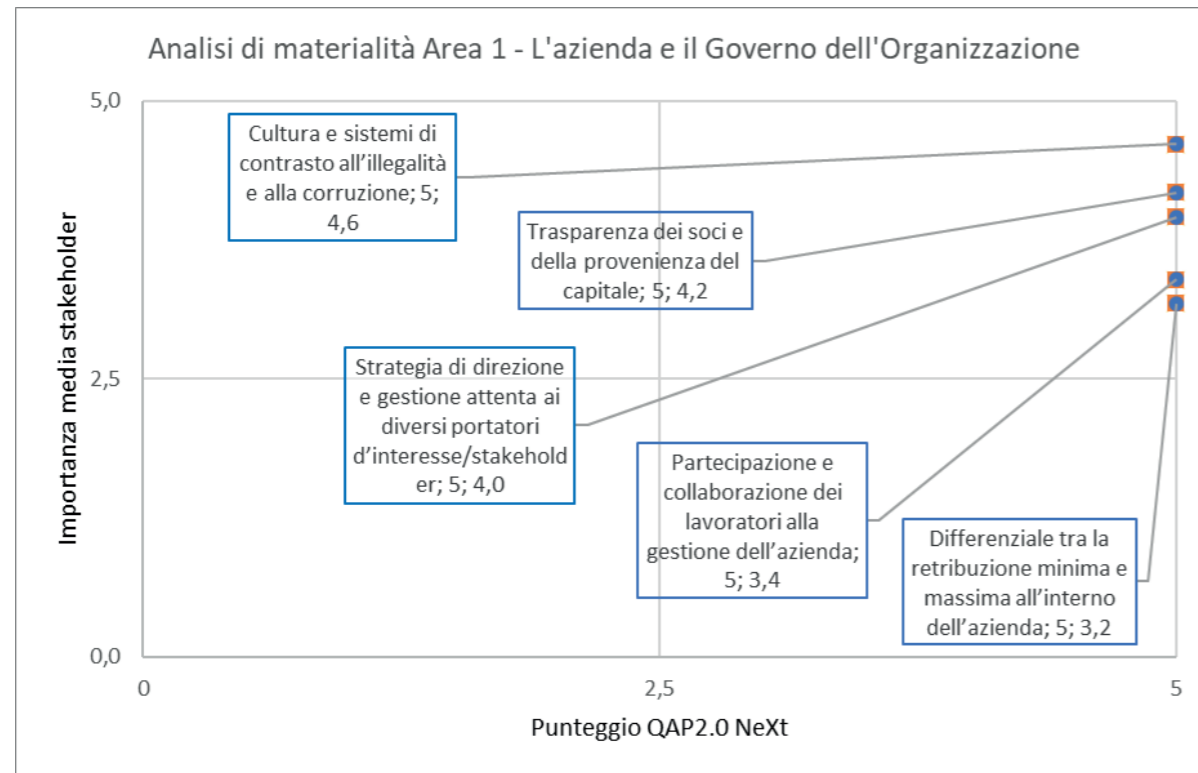 Analisi di materialità Area 1 - L'azienda e il Governo dell'Organizzazione
Importanza media stakeholder
5,0
2,5
0,0
Cultura e sistemi di
contrasto all’illegalità
e alla corruzione; 5;
4,6
Trasparenza dei soci e
della provenienza del
capitale; 5; 4,2
Strategia di direzione
e gestione attenta ai
diversi portatori
d’interesse/stakehold
er; 5; 4,0
Partecipazione e
collaborazione dei
lavoratori alla
gestione dell’azienda;
5; 3,4
Differenziale tra la
retribuzione minima e
massima all’interno
dell’azienda; 5; 3,2
0
2,5
5
Punteggio QAP2.0 NeXt